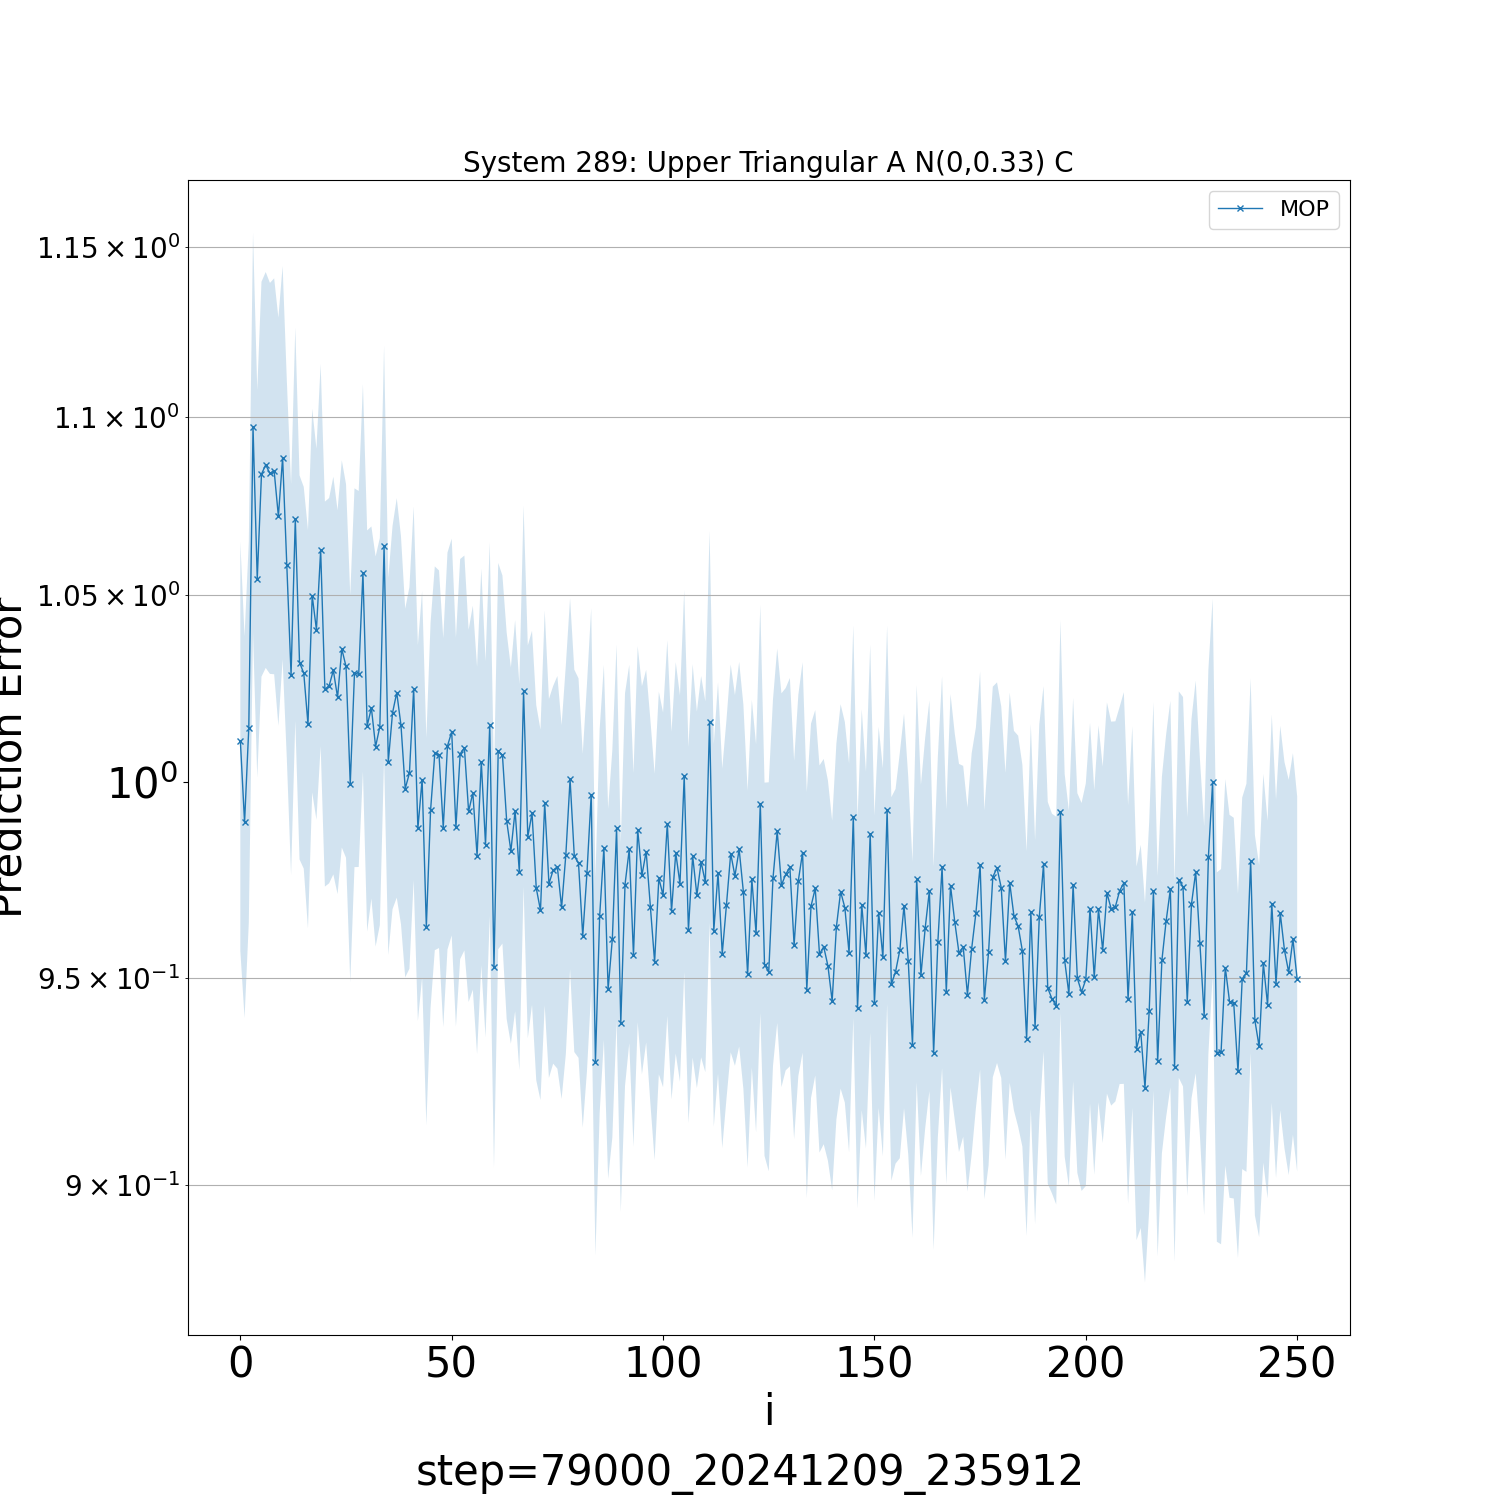 System 289: Upper Triangular A N(0,0.33) C
MOP
1.15 × 10⁰
1.1 × 10⁰
1.05 × 10⁰
10⁰
9.5 × 10⁻¹
9 × 10⁻¹
Prediction Error
0 50 100 150 200 250
i
step=79000_20241209_235912